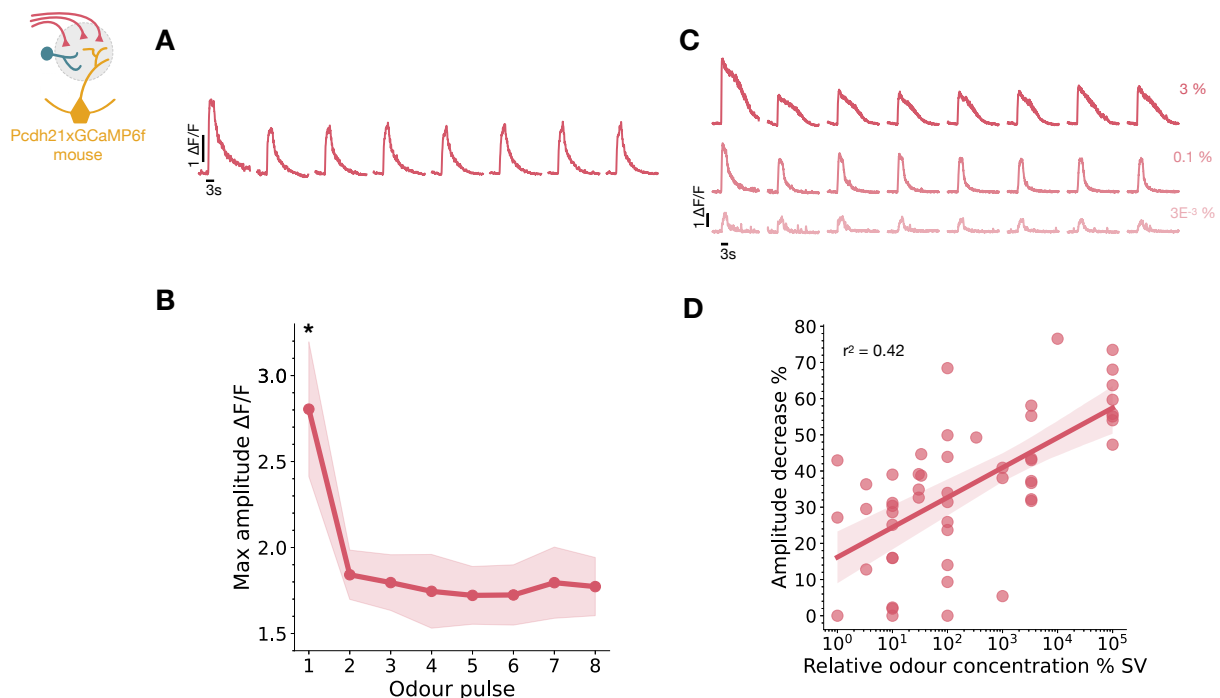 Pcdh21xGCaMP6f
mouse
A
1 ΔF/F
3s
C
3 %
0.1 %
3E⁻³ %
1 ΔF/F
3s
B
*
Max amplitude ΔF/F
3.0
2.5
2.0
1.5
1 2 3 4 5 6 7 8
Odour pulse
D
r² = 0.42
Amplitude decrease %
80
70
60
50
40
30
20
10
0
10⁰ 10¹ 10² 10³ 10⁴ 10⁵
Relative odour concentration % SV